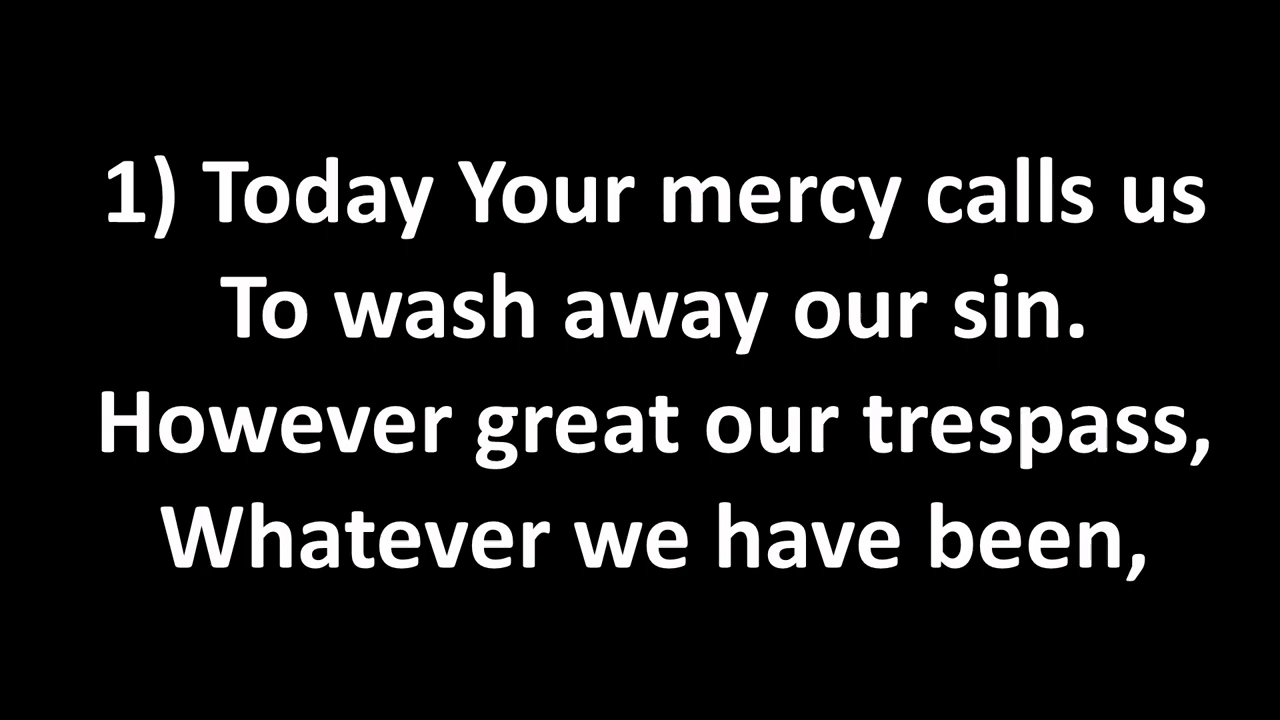 1) Today Your mercy calls us
To wash away our sin.
However great our trespass,
Whatever we have been,